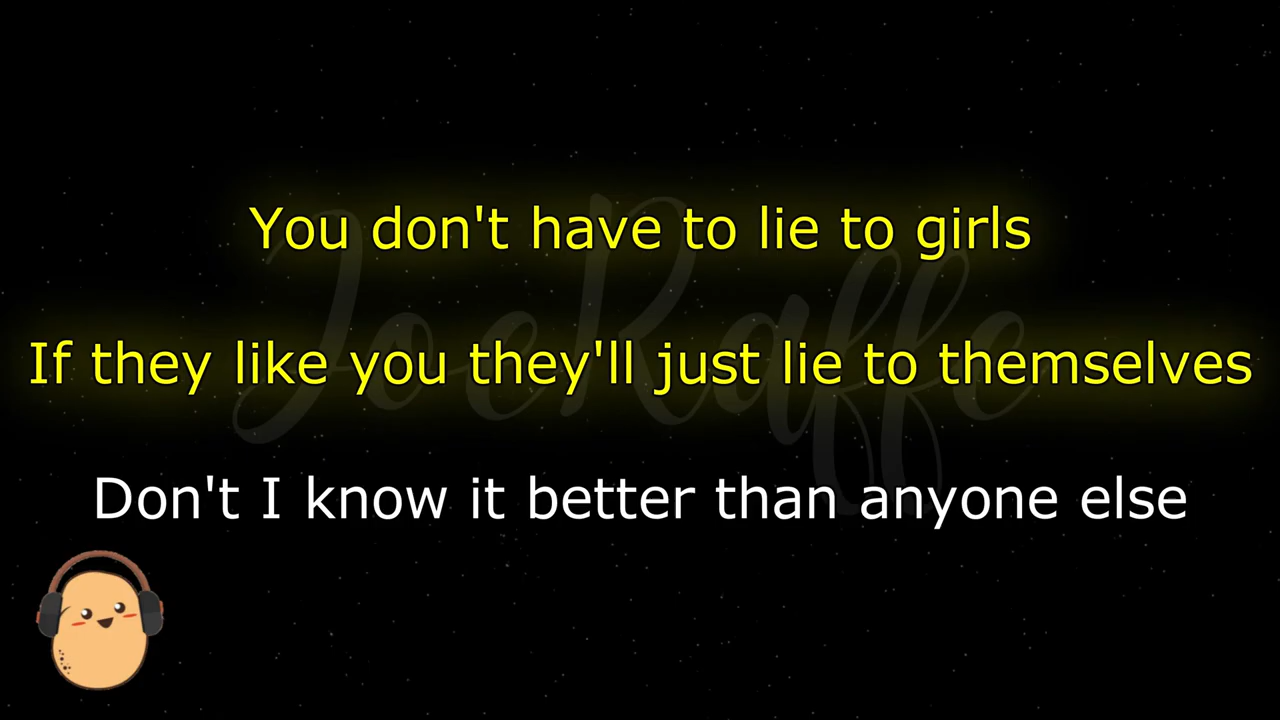 You don't have to lie to girls
If they like you they'll just lie to themselves
Don't I know it better than anyone else
JoeRaffe